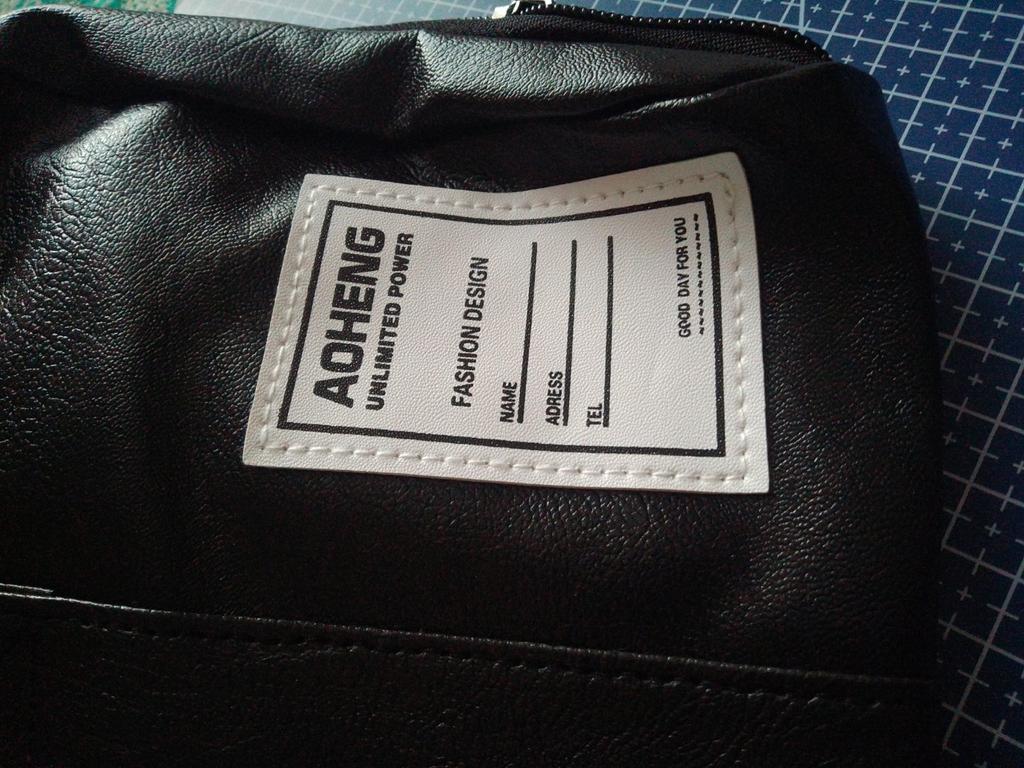 AOHENG
UNLIMITED POWER
FASHION DESIGN
NAME
ADRESS
TEL
GOOD DAY FOR YOU